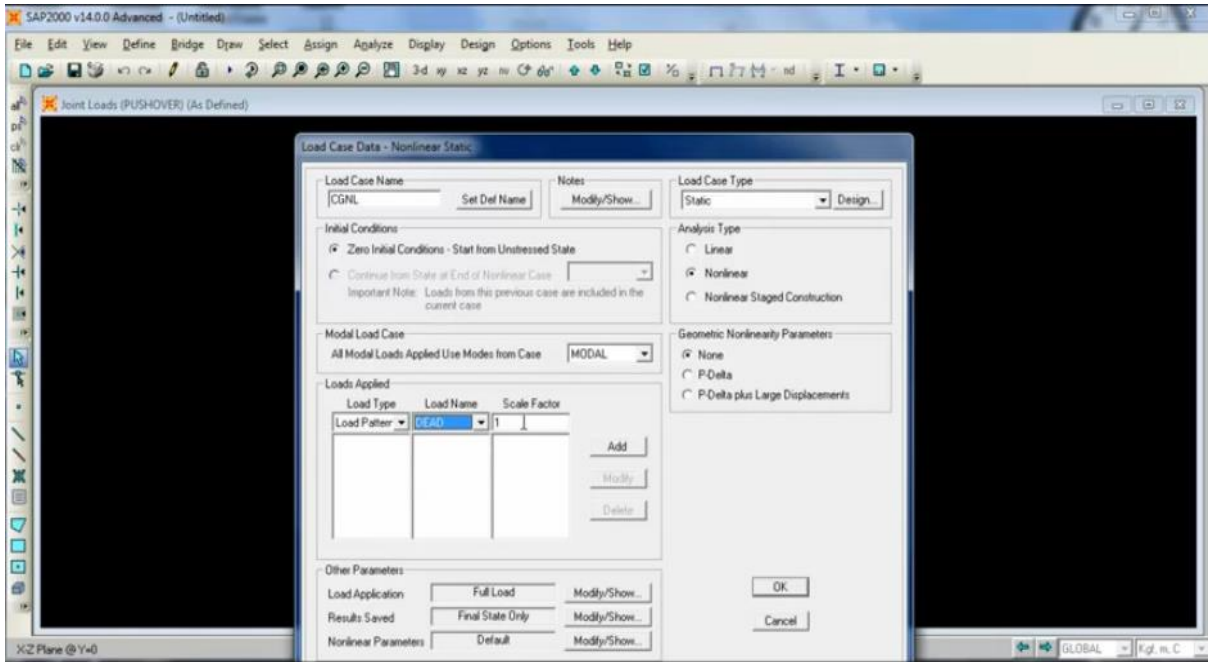 SAP2000 v14.0.0 Advanced - (Untitled)
File Edit View Define Bridge Draw Select Assign Analyze Display Design Options Tools Help
3-d xy xz yz nv
nd
Joint Loads (PUSHOVER) (As Defined)
Load Case Data - Nonlinear Static
Load Case Name
CGNL
Set Def Name
Notes
Modify/Show...
Load Case Type
Static
Design...
Initial Conditions
Zero Initial Conditions - Start from Unstressed State
Continue from State at End of Nonlinear Case
Important Note: Loads from this previous case are included in the
current case
Analysis Type
Linear
Nonlinear
Nonlinear Staged Construction
Modal Load Case
All Modal Loads Applied Use Modes from Case
MODAL
Geometric Nonlinearity Parameters
None
P-Delta
P-Delta plus Large Displacements
Loads Applied
Load Type Load Name Scale Factor
Load Pattern DEAD 1
Add
Modify
Delete
Other Parameters
Load Application Full Load Modify/Show...
Results Saved Final State Only Modify/Show...
Nonlinear Parameters Default Modify/Show...
OK
Cancel
X-Z Plane @ Y=0
GLOBAL
Kgf, m, C